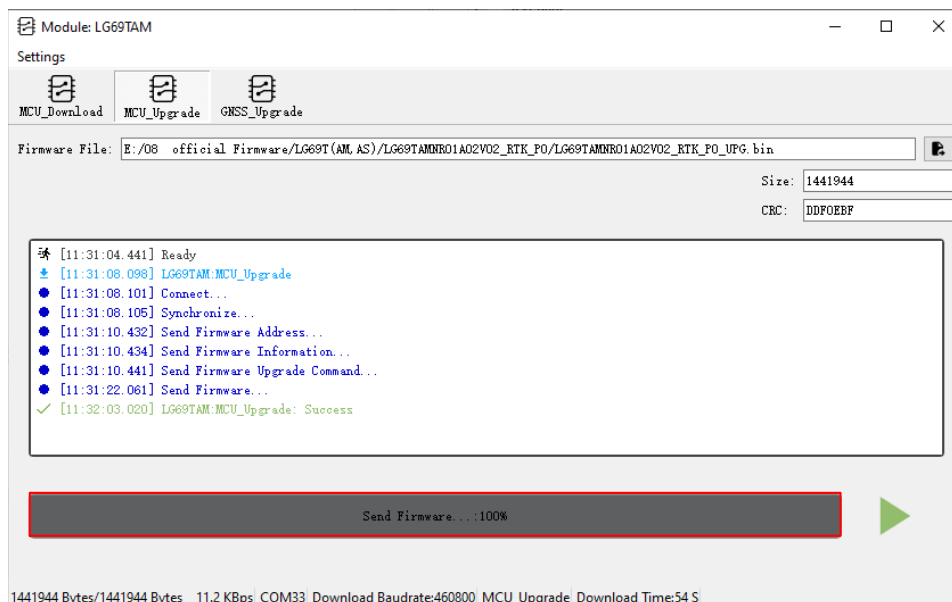 Module: LG69TAM
Settings
MCU_Download MCU_Upgrade GNSS_Upgrade
Firmware File: E:/08 official Firmware/LG69T(AM,AS)/LG69TAMNR01A02V02_RTK_P0/LG69TAMNR01A02V02_RTK_P0_UPG.bin
Size: 1441944
CRC: DDF0EBF
[11:31:04.441] Ready
[11:31:08.098] LG69TAM:MCU_Upgrade
[11:31:08.101] Connect...
[11:31:08.105] Synchronize...
[11:31:10.432] Send Firmware Address...
[11:31:10.434] Send Firmware Information...
[11:31:10.441] Send Firmware Upgrade Command...
[11:31:22.061] Send Firmware...
[11:32:03.020] LG69TAM:MCU_Upgrade: Success
Send Firmware...:100%
1441944 Bytes/1441944 Bytes 11.2 KBps COM33 Download Baudrate:460800 MCU_Upgrade Download Time:54 S